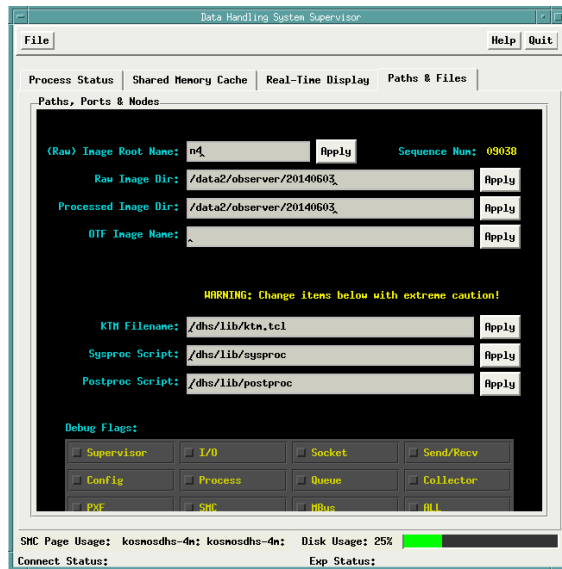 Data Handling System Supervisor
File Help Quit
Process Status Shared Memory Cache Real-Time Display Paths & Files
Paths, Ports & Nodes
(Raw) Image Root Name: n4 Apply Sequence Num: 09038
Raw Image Dir: /data2/observer/20140603 Apply
Processed Image Dir: /data2/observer/20140603 Apply
OTF Image Name: Apply
WARNING: Change items below with extreme caution!
KTM Filename: /dhs/lib/ktm.tcl Apply
Sysproc Script: /dhs/lib/sysproc Apply
Postproc Script: /dhs/lib/postproc Apply
Debug Flags:
Supervisor I/O Socket Send/Recv
Config Process Queue Collector
PXF SMC MBus ALL
SMC Page Usage: kosmosdhs-4m: kosmosdhs-4m: Disk Usage: 25%
Connect Status: Exp Status: